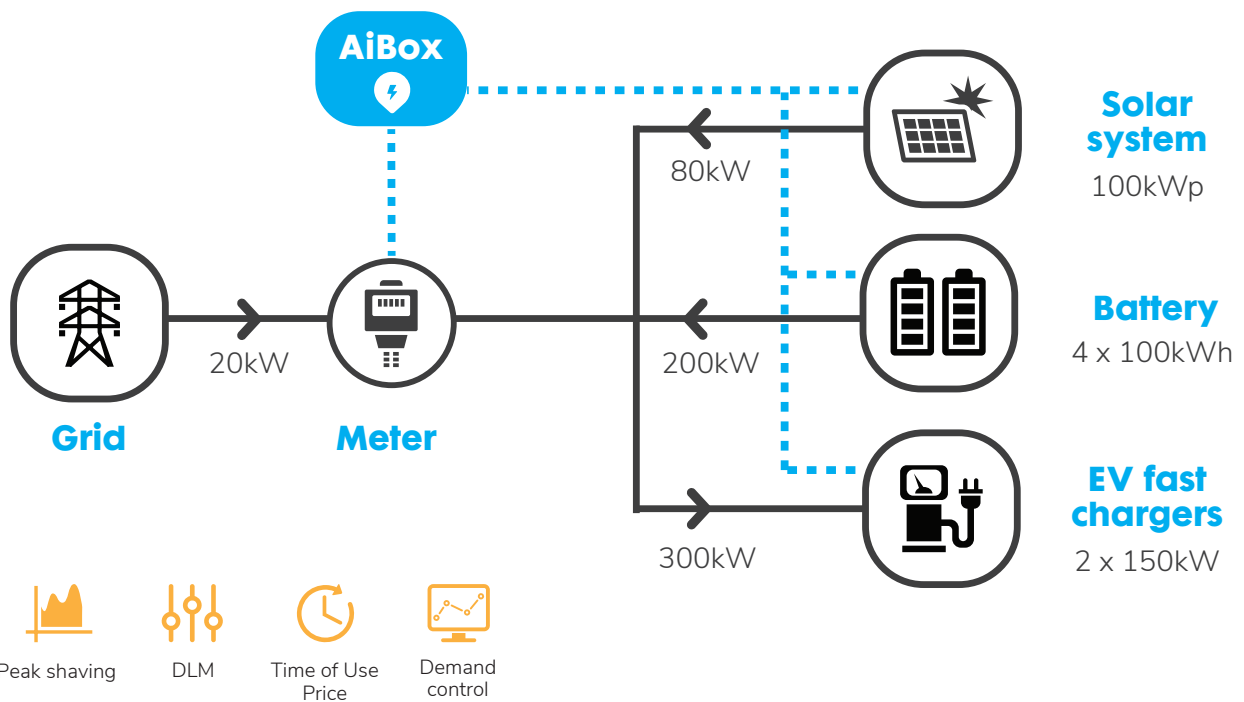 AiBox
Solar
system
100kWp
80kW
Battery
4 x 100kWh
20kW
200kW
Grid
Meter
EV fast
chargers
2 x 150kW
300kW
Peak shaving
DLM
Time of Use
Price
Demand
control